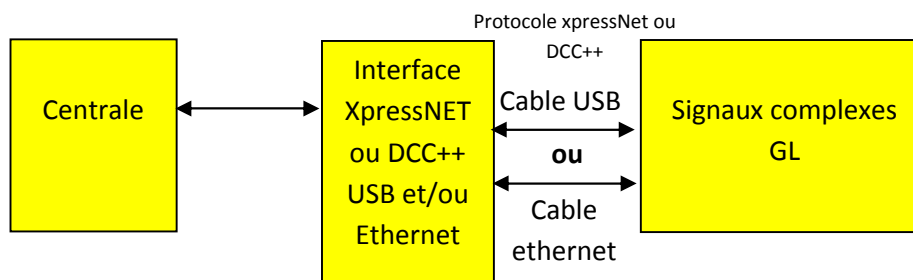 Protocole xpressNet ou
DCC++
Centrale
Interface
XpressNET
ou DCC++
USB et/ou
Ethernet
Cable USB
ou
Cable
ethernet
Signaux complexes
GL